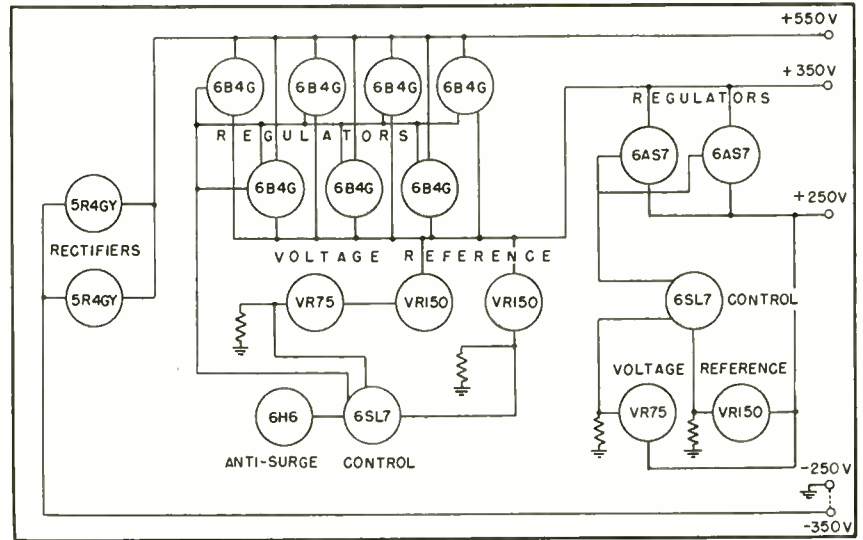 +550V
6B4G 6B4G 6B4G 6B4G
+350V
REGULATORS
REGULATORS
6AS7 6AS7
6B4G 6B4G 6B4G
5R4GY
+250V
RECTIFIERS
VOLTAGE REFERENCE
5R4GY
VR75 VR150 VR150
6SL7 CONTROL
VOLTAGE REFERENCE
VR75 VR150
6H6 6SL7
ANTI-SURGE CONTROL
-250V
-350V